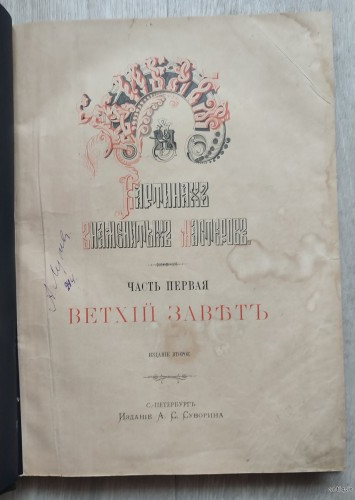 Картинахъ
Знаменитыхъ Мастеровъ.
ЧАСТЬ ПЕРВАЯ
ВЕТХІЙ ЗАВѢТЪ
ИЗДАНІЕ ВТОРОЕ
С.-ПЕТЕРБУРГЪ
ИЗДАНІЕ А. С. СУВОРИНА